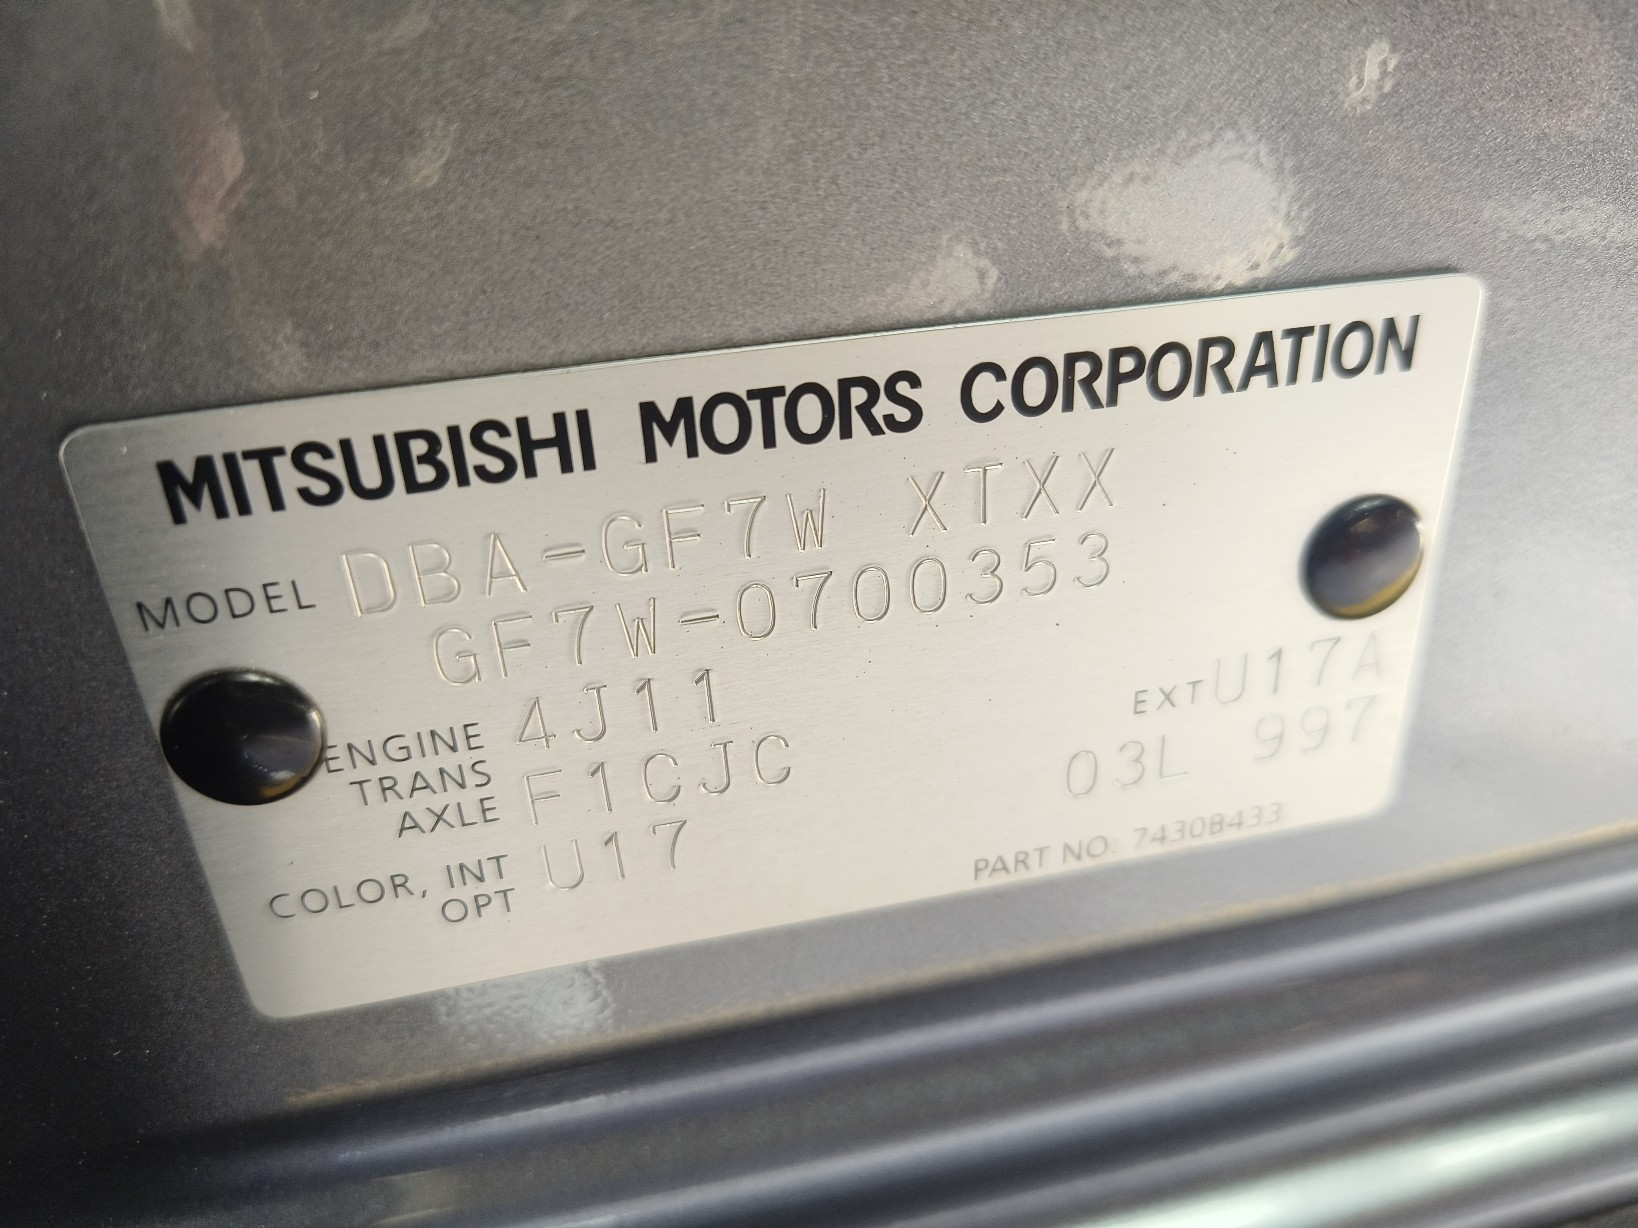 MITSUBISHI MOTORS CORPORATION
MODEL DBA-GF7W XTXX
GF7W-0700353
ENGINE 4J11
EXT U17A
TRANS
AXLE F1CJC
03L 997
COLOR, INT
OPT U17
PART NO: 7430B433